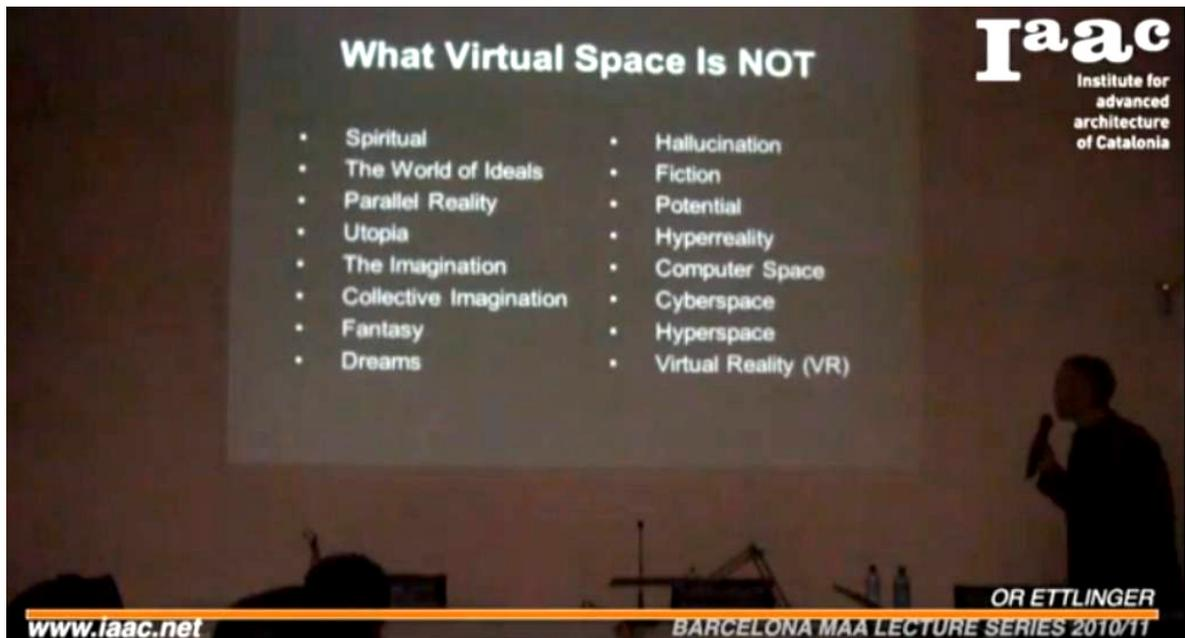 What Virtual Space Is NOT
• Spiritual
• The World of Ideals
• Parallel Reality
• Utopia
• The Imagination
• Collective Imagination
• Fantasy
• Dreams
• Hallucination
• Fiction
• Potential
• Hyperreality
• Computer Space
• Cyberspace
• Hyperspace
• Virtual Reality (VR)
Iaac
Institute for
advanced
architecture
of Catalonia
OR ETTLINGER
www.iaac.net
BARCELONA MAA LECTURE SERIES 2010/11